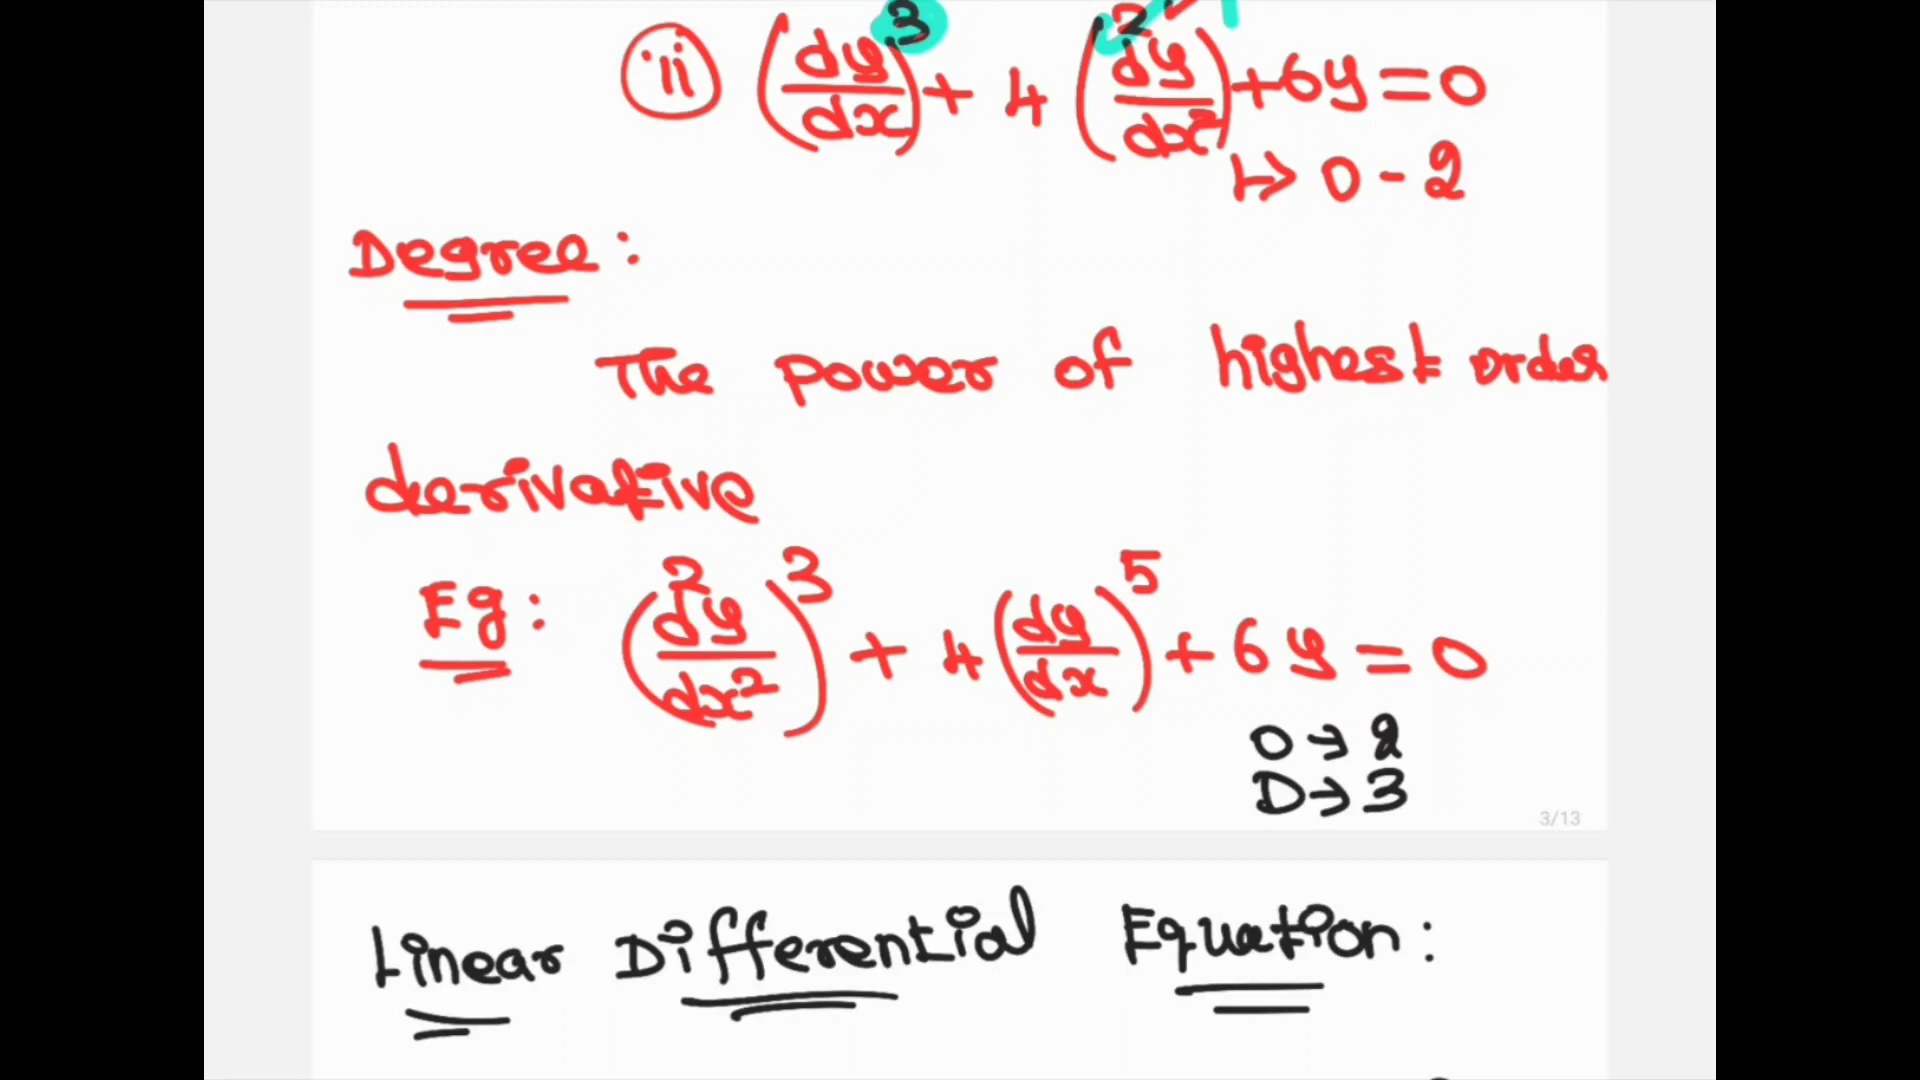 ii (dy/dx)³ + 4 (d²y/dx²) + 6y = 0
↳ O - 2
Degree:
The power of highest order
derivative
Eg: (d²y/dx²)³ + 4 (dy/dx)⁵ + 6y = 0
O → 2
D → 3
3/13
Linear Differential Equation: